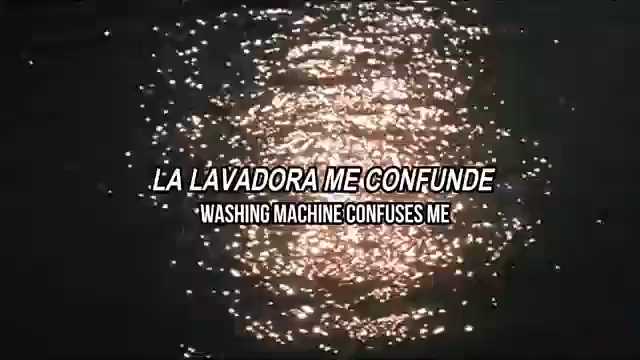 LA LAVADORA ME CONFUNDE
WASHING MACHINE CONFUSES ME